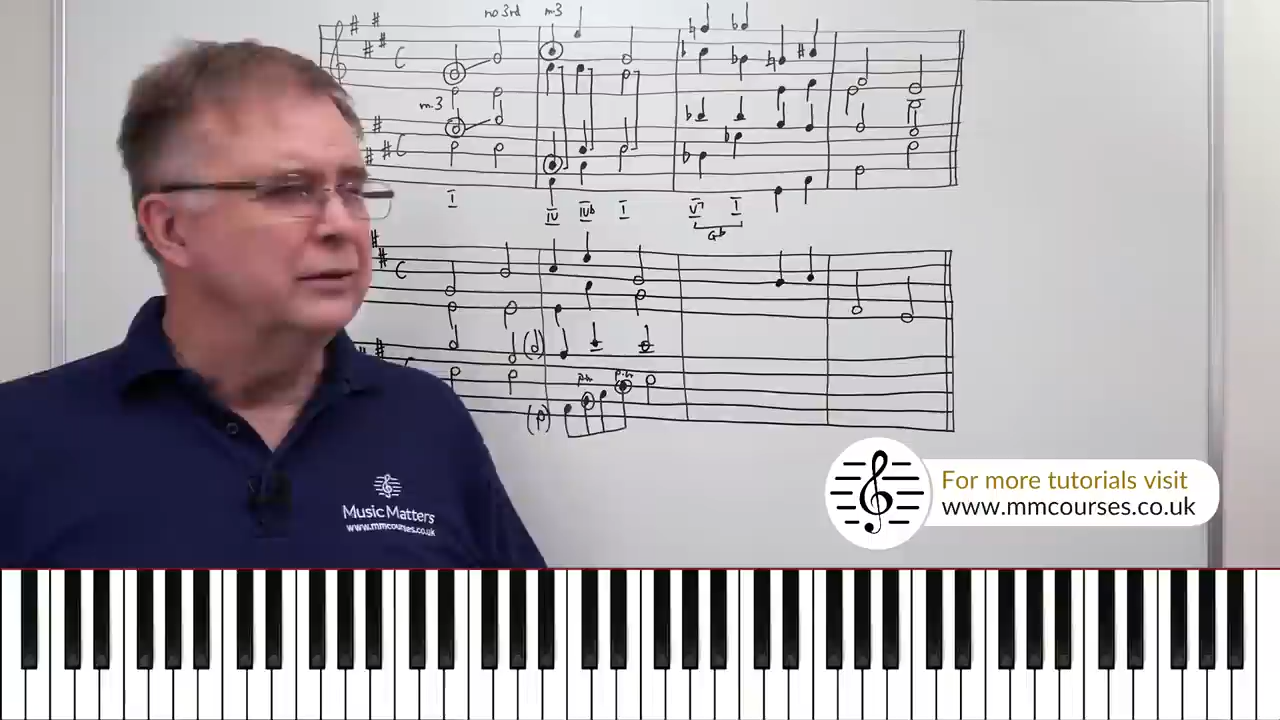 no 3rd m3
m3
I IV IVb I V7 I
Gb
(d)
p.n p.n
(p)
Music Matters
www.mmcourses.co.uk
For more tutorials visit
www.mmcourses.co.uk